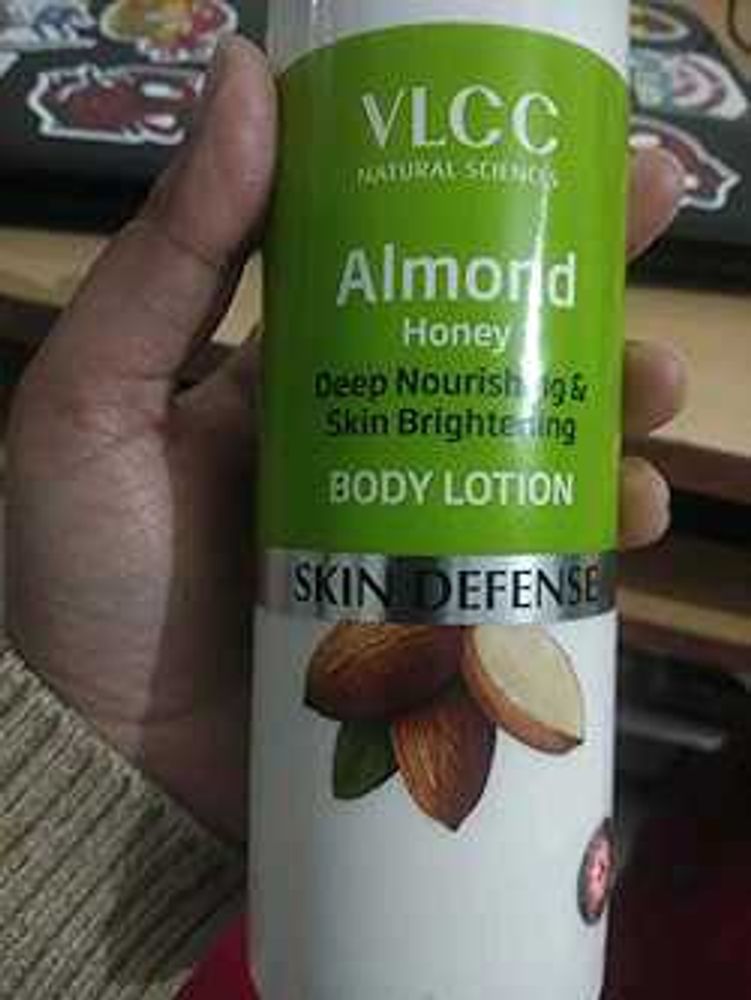 VLCC
NATURAL SCIENCES
Almond
Honey
Deep Nourishing &
Skin Brightening
BODY LOTION
SKIN DEFENSE